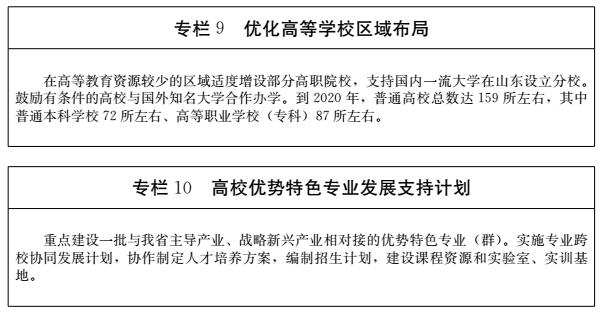 专栏 9 优化高等学校区域布局
在高等教育资源较少的区域适度增设部分高职院校，支持国内一流大学在山东设立分校。
鼓励有条件的高校与国外知名大学合作办学。到 2020 年，普通高校总数达 159 所左右，其中
普通本科学校 72 所左右、高等职业学校（专科）87 所左右。
专栏 10 高校优势特色专业发展支持计划
重点建设一批与我省主导产业、战略新兴产业相对接的优势特色专业（群）。实施专业跨
校协同发展计划，协作制定人才培养方案，编制招生计划，建设课程资源和实验室、实训基
地。